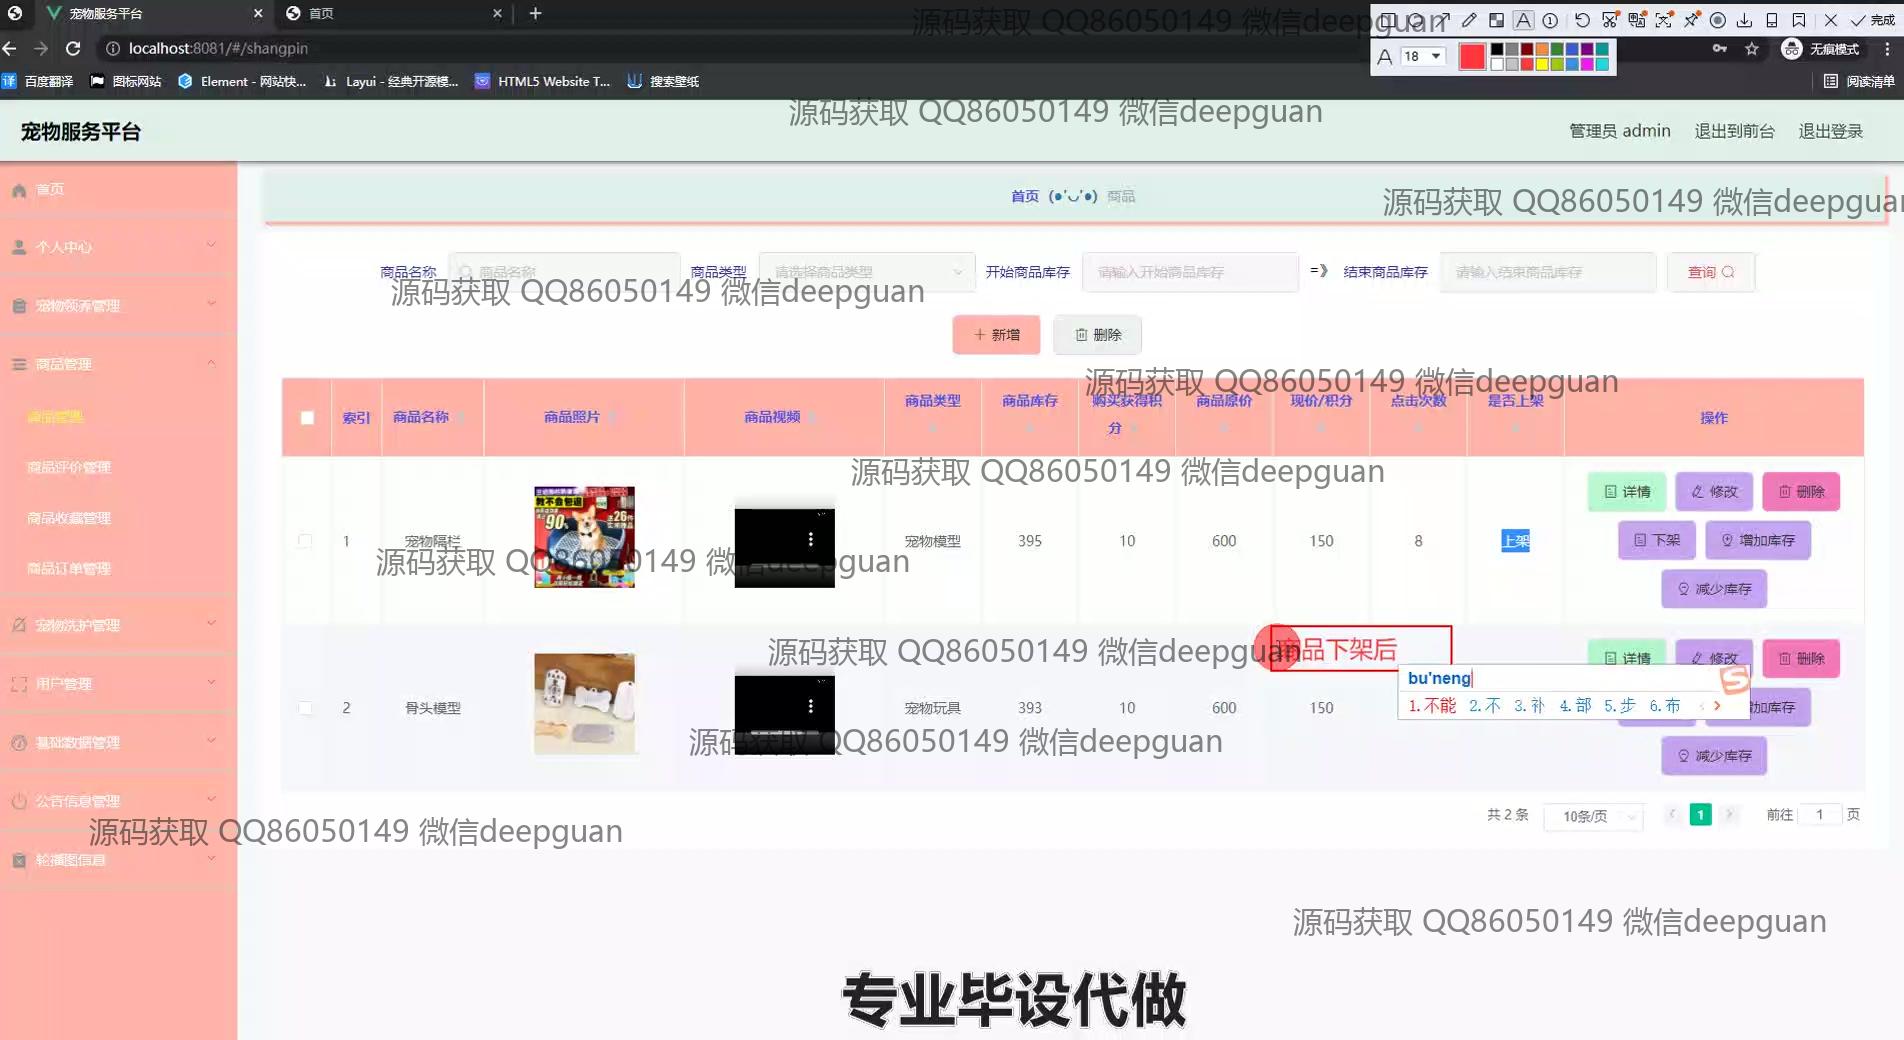 宠物服务平台
首页
localhost:8081/#/shangpin
A 18
完成
无痕模式
百度翻译
图标网站
Element - 网站快...
Layui - 经典开源模...
HTML5 Website T...
搜索壁纸
阅读清单
源码获取 QQ86050149 微信deepguan
源码获取 QQ86050149 微信deepguan
宠物服务平台
管理员 admin
退出到前台
退出登录
首页 (●'◡'●) 商品
源码获取 QQ86050149 微信deepguan
首页
个人中心
宠物领养管理
商品管理
商品管理
商品评价管理
商品收藏管理
商品订单管理
宠物洗护管理
用户管理
基础数据管理
公告信息管理
轮播图信息
商品名称 商品名称
商品类型 请选择商品类型
开始商品库存 请输入开始商品库存
=》 结束商品库存 请输入结束商品库存
查询
源码获取 QQ86050149 微信deepguan
新增
删除
源码获取 QQ86050149 微信deepguan
索引 商品名称 商品照片 商品视频 商品类型 商品库存 购买获得积分 商品原价 现价/积分 点击次数 是否上架 操作
源码获取 QQ86050149 微信deepguan
教不会包退
90%
送26件
1 宠物隔栏 宠物模型 395 10 600 150 8 上架
详情 修改 删除
下架 增加库存
减少库存
源码获取 QQ86050149 微信deepguan
源码获取 QQ86050149 微信deepguan
商品下架后
bu'neng
1.不能 2.不 3.补 4.部 5.步 6.布
2 骨头模型 宠物玩具 393 10 600 150
详情 修改 删除
增加库存
减少库存
源码获取 QQ86050149 微信deepguan
共 2 条 10条/页 1 前往 1 页
源码获取 QQ86050149 微信deepguan
源码获取 QQ86050149 微信deepguan
专业毕设代做